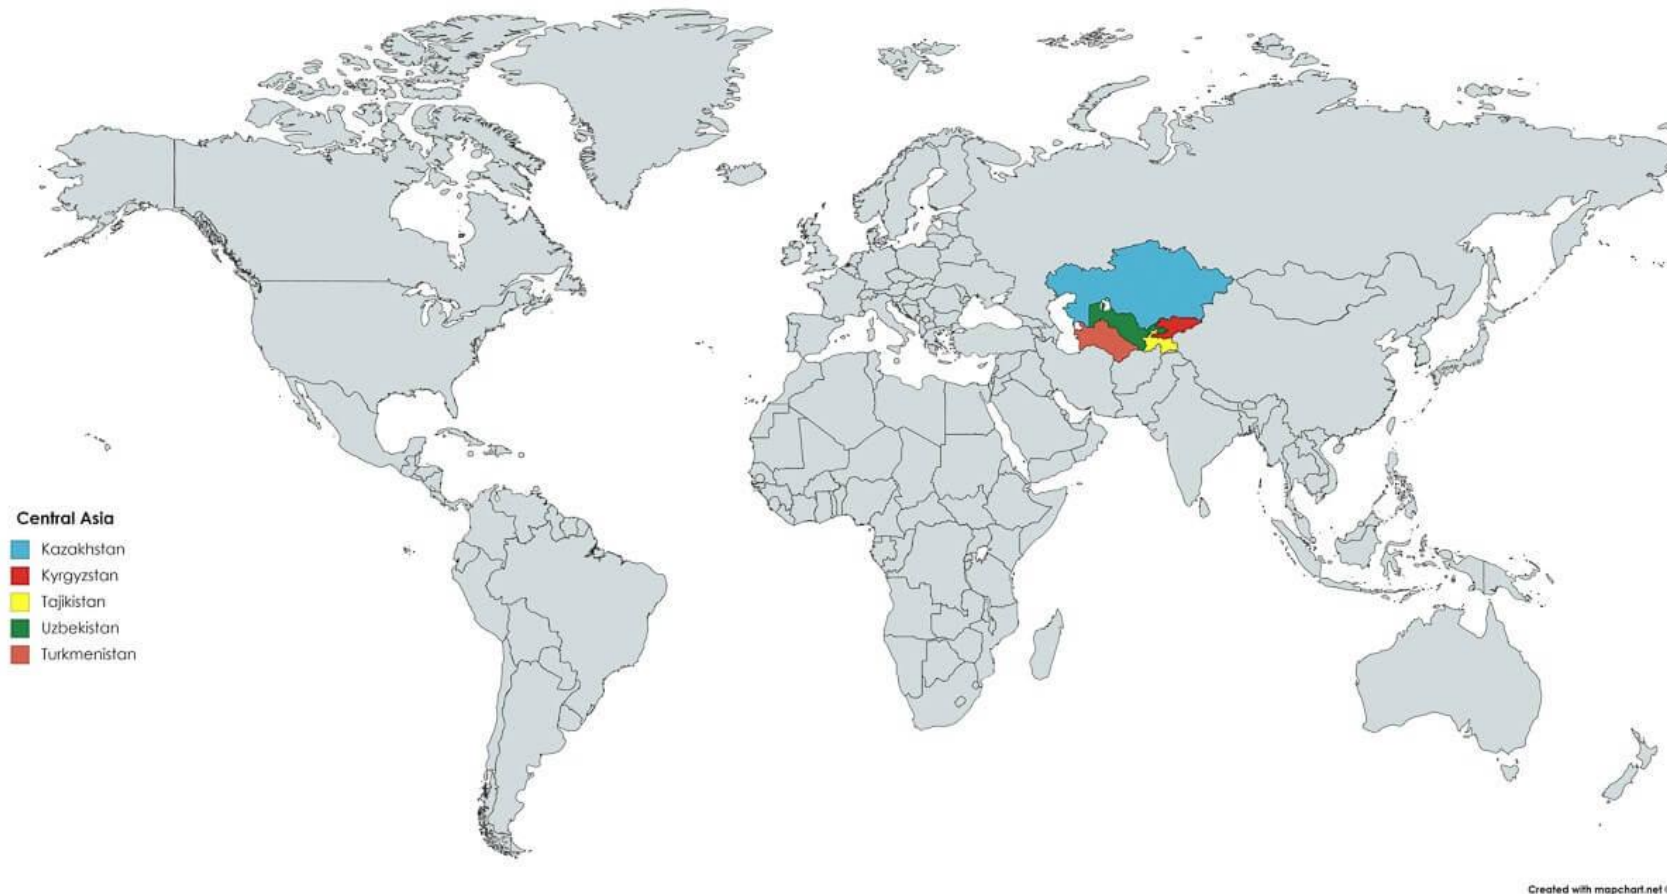 Central Asia
Kazakhstan
Kyrgyzstan
Tajikistan
Uzbekistan
Turkmenistan
Created with mapchart.net